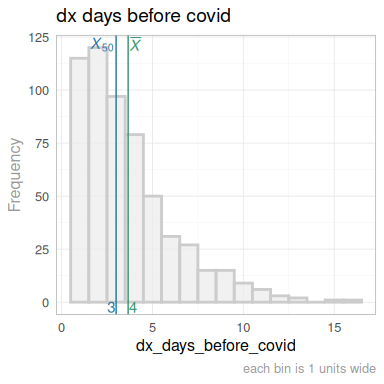 dx days before covid
125
100
75
50
25
0
Frequency
X50
X̅
3
4
0
5
10
15
dx_days_before_covid
each bin is 1 units wide